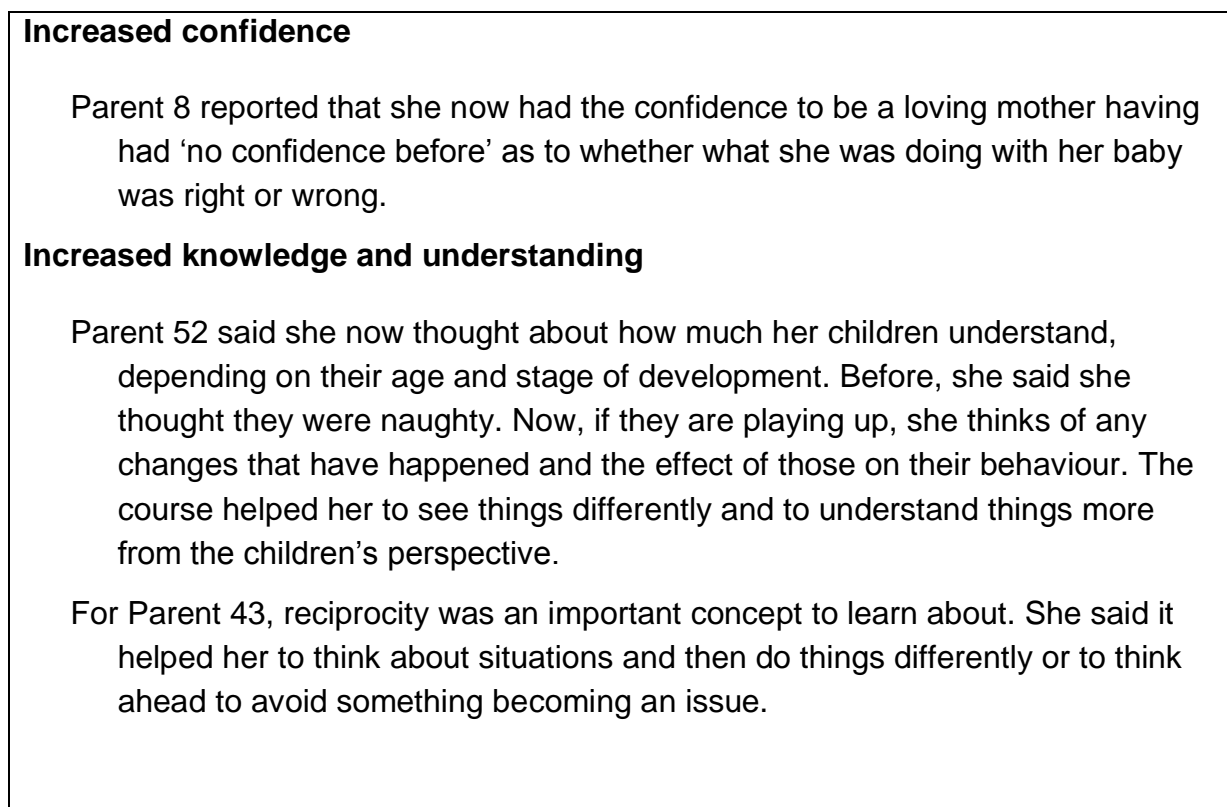 Increased confidence
Parent 8 reported that she now had the confidence to be a loving mother having
had ‘no confidence before’ as to whether what she was doing with her baby
was right or wrong.
Increased knowledge and understanding
Parent 52 said she now thought about how much her children understand,
depending on their age and stage of development. Before, she said she
thought they were naughty. Now, if they are playing up, she thinks of any
changes that have happened and the effect of those on their behaviour. The
course helped her to see things differently and to understand things more
from the children’s perspective.
For Parent 43, reciprocity was an important concept to learn about. She said it
helped her to think about situations and then do things differently or to think
ahead to avoid something becoming an issue.